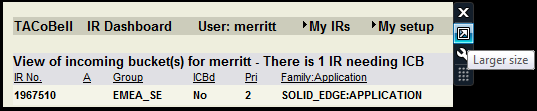 TACoBell IR Dashboard User: merritt My IRs My setup
View of incoming bucket(s) for merritt - There is 1 IR needing ICB
IR No. A Group ICBd Pri Family:Application
1967510 EMEA_SE No 2 SOLID_EDGE:APPLICATION
Larger size